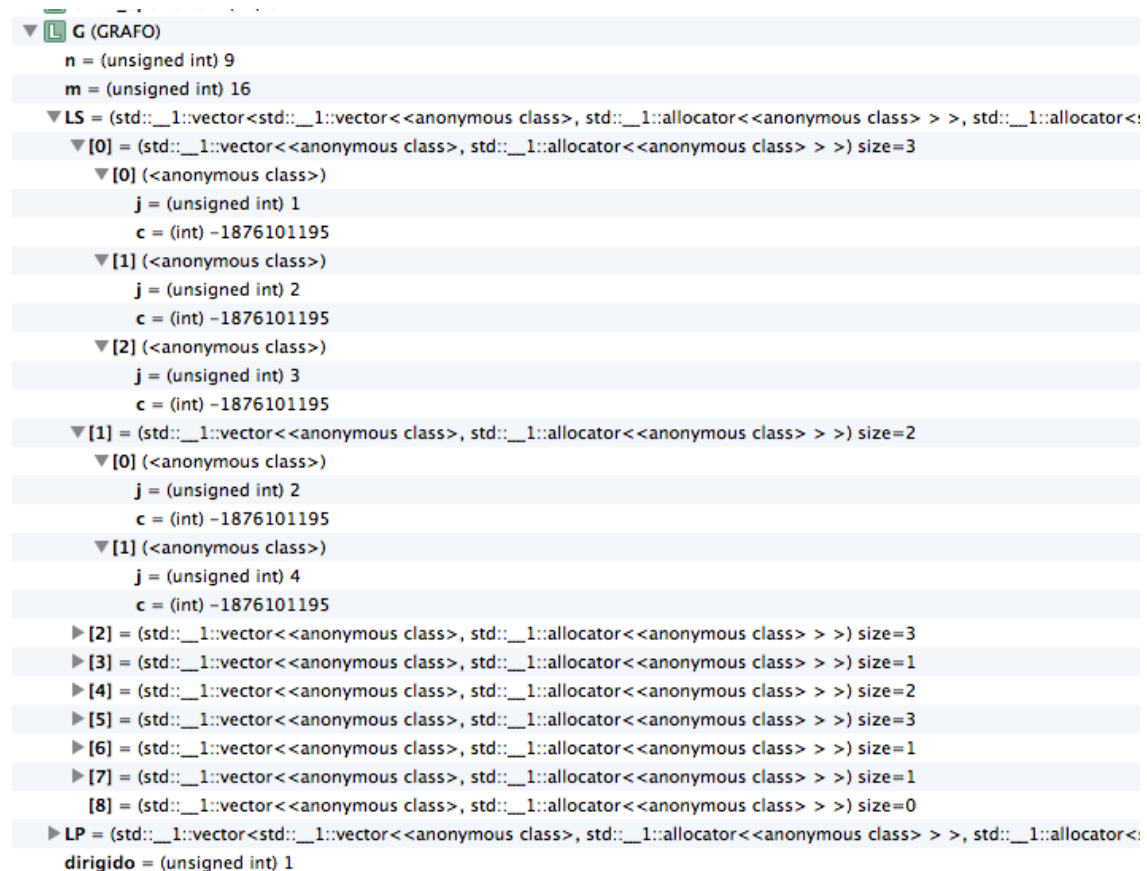 L G (GRAFO)
n = (unsigned int) 9
m = (unsigned int) 16
LS = (std::__1::vector<std::__1::vector<<anonymous class>, std::__1::allocator<<anonymous class> > >, std::__1::allocator<s
[0] = (std::__1::vector<<anonymous class>, std::__1::allocator<<anonymous class> > >) size=3
[0] (<anonymous class>)
j = (unsigned int) 1
c = (int) -1876101195
[1] (<anonymous class>)
j = (unsigned int) 2
c = (int) -1876101195
[2] (<anonymous class>)
j = (unsigned int) 3
c = (int) -1876101195
[1] = (std::__1::vector<<anonymous class>, std::__1::allocator<<anonymous class> > >) size=2
[0] (<anonymous class>)
j = (unsigned int) 2
c = (int) -1876101195
[1] (<anonymous class>)
j = (unsigned int) 4
c = (int) -1876101195
[2] = (std::__1::vector<<anonymous class>, std::__1::allocator<<anonymous class> > >) size=3
[3] = (std::__1::vector<<anonymous class>, std::__1::allocator<<anonymous class> > >) size=1
[4] = (std::__1::vector<<anonymous class>, std::__1::allocator<<anonymous class> > >) size=2
[5] = (std::__1::vector<<anonymous class>, std::__1::allocator<<anonymous class> > >) size=3
[6] = (std::__1::vector<<anonymous class>, std::__1::allocator<<anonymous class> > >) size=1
[7] = (std::__1::vector<<anonymous class>, std::__1::allocator<<anonymous class> > >) size=1
[8] = (std::__1::vector<<anonymous class>, std::__1::allocator<<anonymous class> > >) size=0
LP = (std::__1::vector<std::__1::vector<<anonymous class>, std::__1::allocator<<anonymous class> > >, std::__1::allocator<s
dirigido = (unsigned int) 1